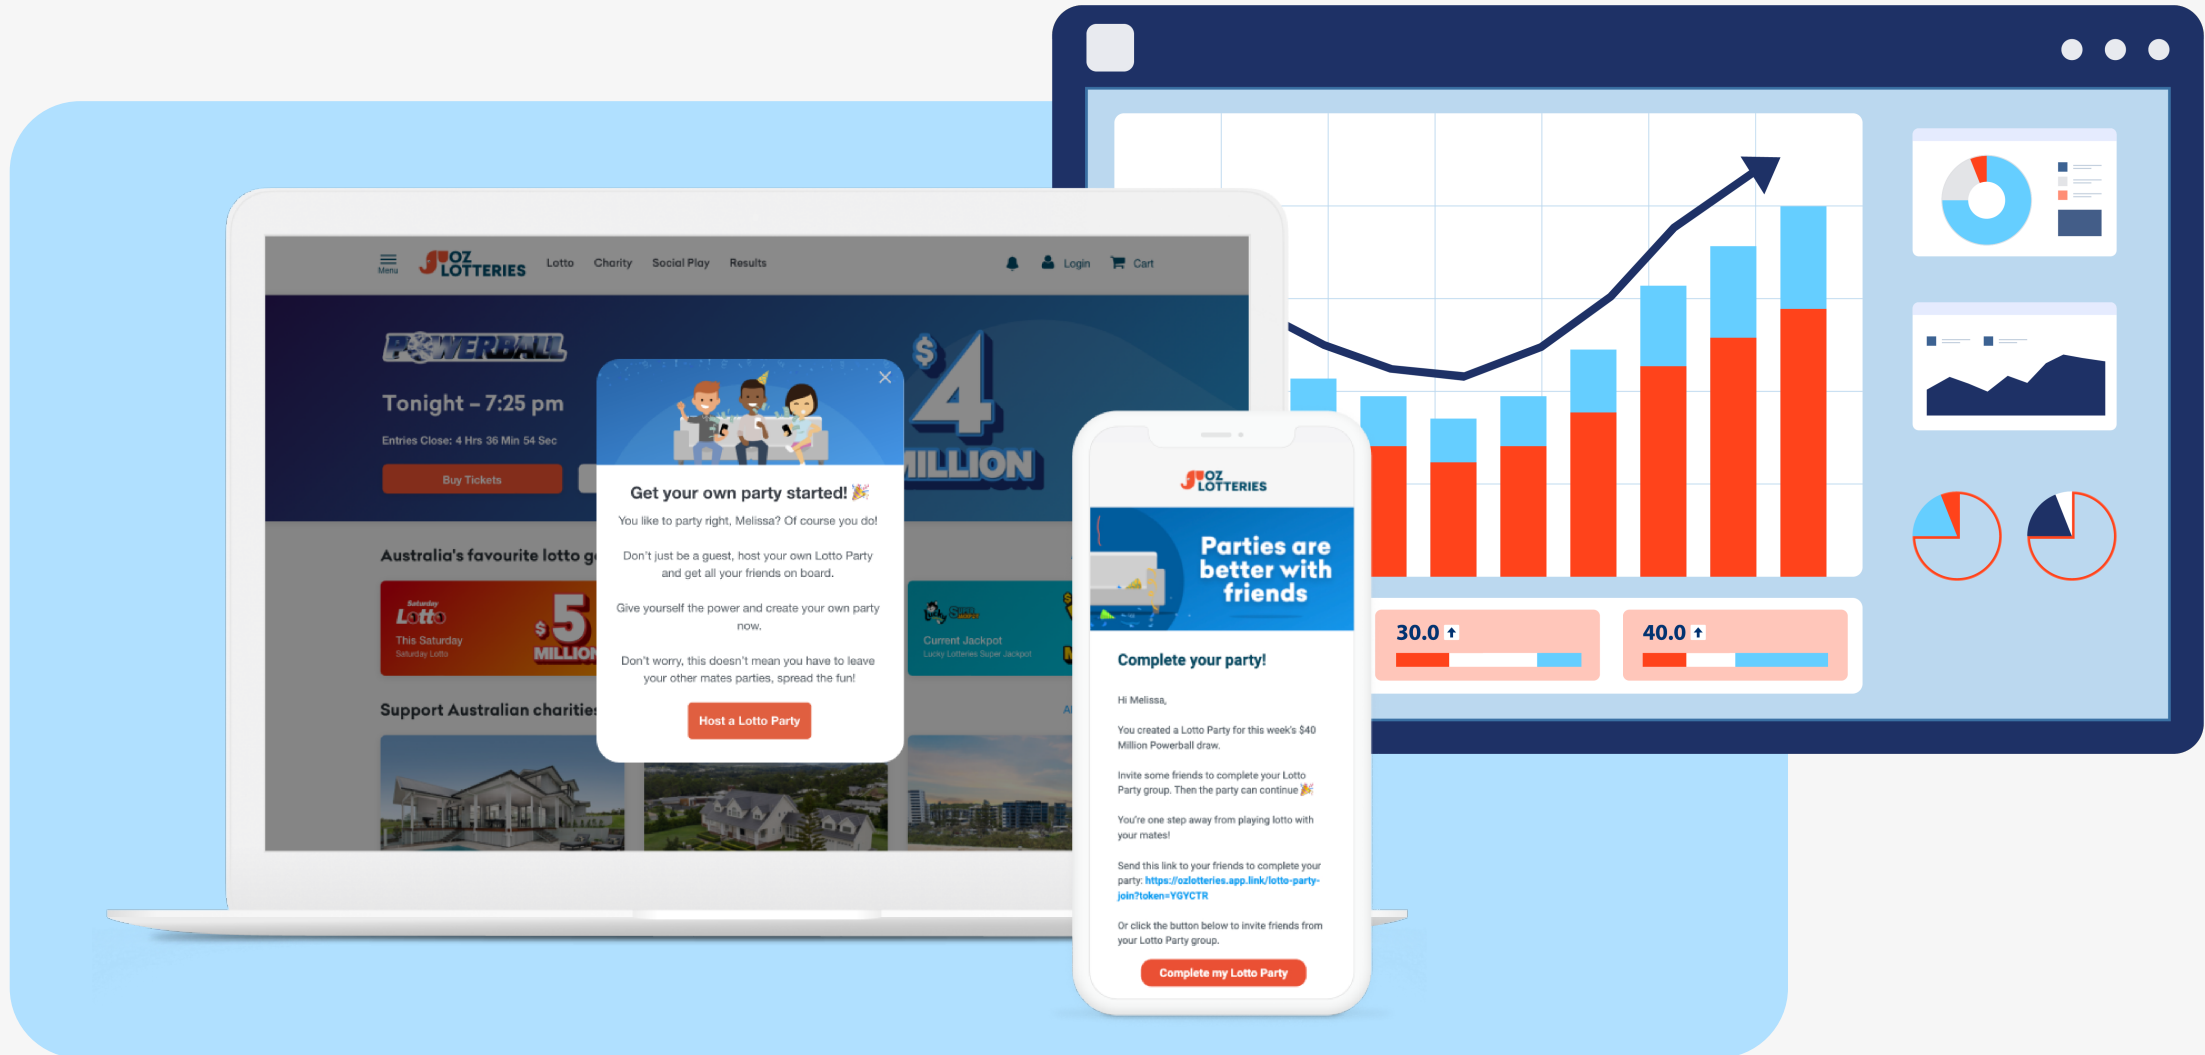 Menu
OZ
LOTTERIES
Lotto Charity Social Play Results
Login Cart
POWERBALL
Tonight – 7:25 pm
Entries Close: 4 Hrs 36 Min 54 Sec
Buy Tickets
$4
MILLION
Australia's favourite lotto
Saturday
Lotto
This Saturday
Saturday Lotto
$5
MILLION
Super
Jackpot
Current Jackpot
Lucky Lotteries Super Jackpot
Support Australian charities
Get your own party started! 🎉
You like to party right, Melissa? Of course you do!
Don't just be a guest, host your own Lotto Party
and get all your friends on board.
Give yourself the power and create your own party
now.
Don't worry, this doesn't mean you have to leave
your other mates parties, spread the fun!
Host a Lotto Party
OZ
LOTTERIES
Parties are
better with
friends
Complete your party!
Hi Melissa,
You created a Lotto Party for this week's $40
Million Powerball draw.
Invite some friends to complete your Lotto
Party group. Then the party can continue 🎉
You're one step away from playing lotto with
your mates!
Send this link to your friends to complete your
party: https://ozlotteries.app.link/lotto-party-
join?token=YGYCTR
Or click the button below to invite friends from
your Lotto Party group.
Complete my Lotto Party
30.0
40.0